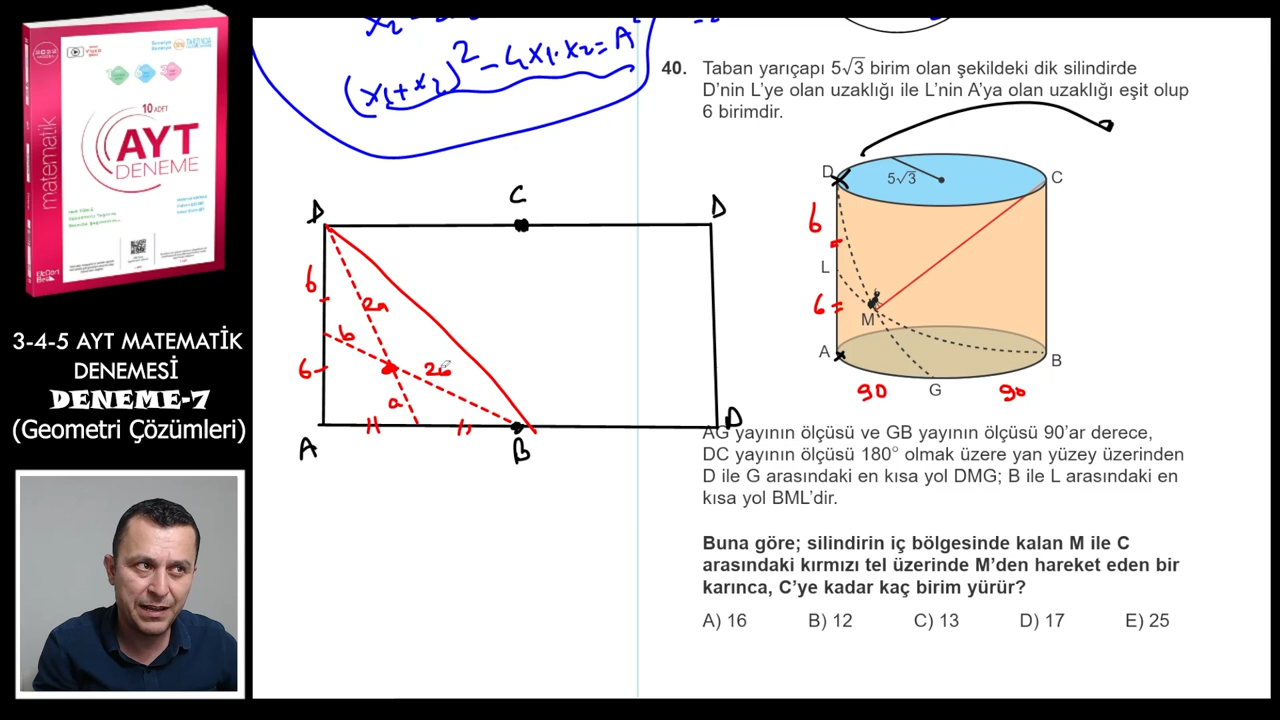 matematik
10 ADET
AYT
DENEME
3-4-5 AYT MATEMATİK
DENEMESİ
DENEME-7
(Geometri Çözümleri)
(x₁+x₂)² - 4x₁·x₂ = A²
D C D
6 2a
b
6 2b
a
A B D
40. Taban yarıçapı 5√3 birim olan şekildeki dik silindirde
D'nin L'ye olan uzaklığı ile L'nin A'ya olan uzaklığı eşit olup
6 birimdir.
D 5√3 C
6
L
6 M
A B
90 G 90
AG yayının ölçüsü ve GB yayının ölçüsü 90'ar derece,
DC yayının ölçüsü 180° olmak üzere yan yüzey üzerinden
D ile G arasındaki en kısa yol DMG; B ile L arasındaki en
kısa yol BML'dir.
Buna göre; silindirin iç bölgesinde kalan M ile C
arasındaki kırmızı tel üzerinde M'den hareket eden bir
karınca, C'ye kadar kaç birim yürür?
A) 16 B) 12 C) 13 D) 17 E) 25